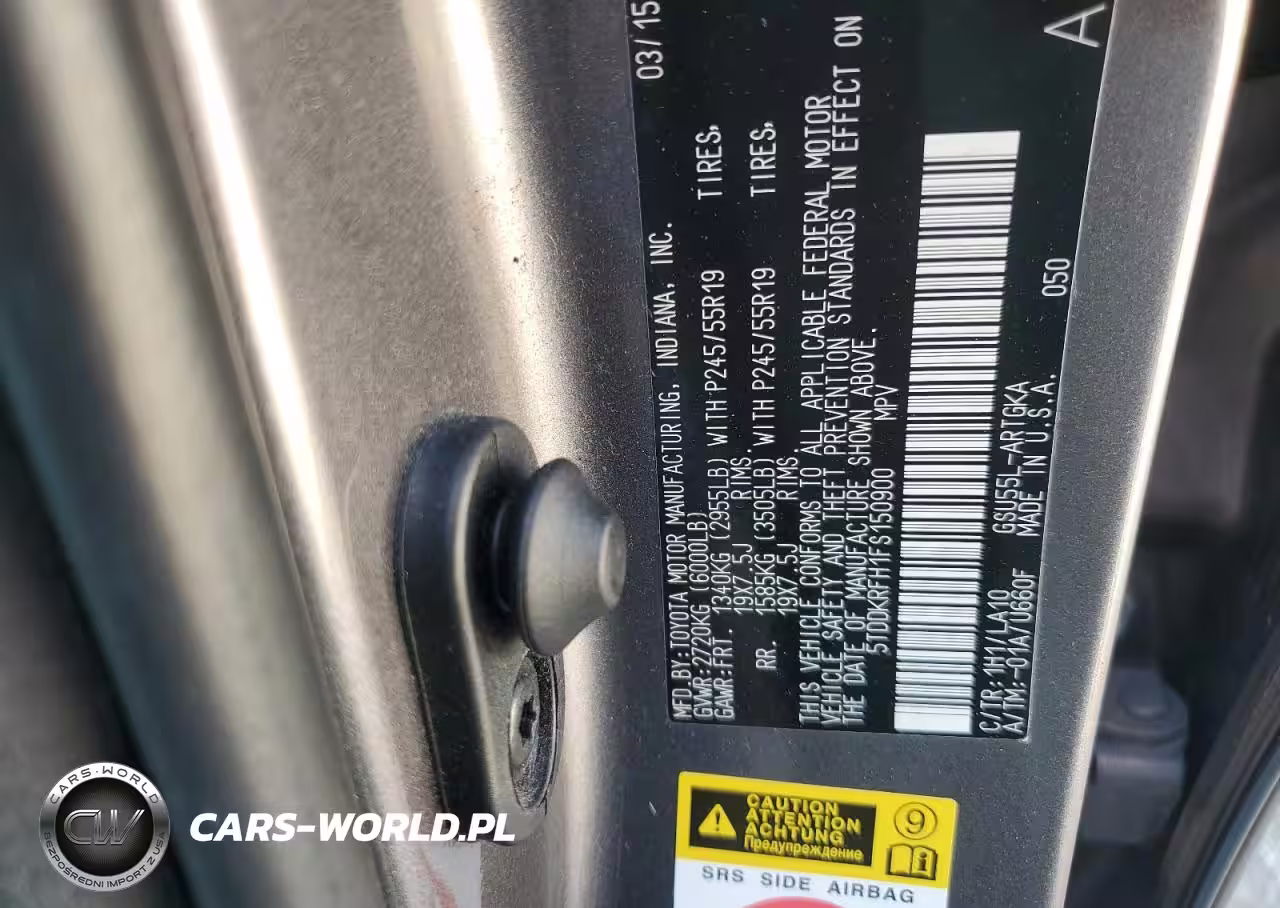 MFD.BY:TOYOTA MOTOR MANUFACTURING, INDIANA, INC. 03/15
GVWR:2720KG (6000LB)
GAWR:FRT. 1340KG (2955LB) WITH P245/55R19 TIRES,
19X7.5J RIMS.
RR. 1585KG (3505LB) WITH P245/55R19 TIRES,
19X7.5J RIMS.
THIS VEHICLE CONFORMS TO ALL APPLICABLE FEDERAL MOTOR
VEHICLE SAFETY AND THEFT PREVENTION STANDARDS IN EFFECT ON
THE DATE OF MANUFACTURE SHOWN ABOVE.
5TDDKRFH1FS150900 MPV
C/TR:1H1/LA10 GSU55L-ARTGKA 050
A/TM:-01A/U660F MADE IN U.S.A. A
CAUTION
ATTENTION
ACHTUNG
Предупреждение
9
SRS SIDE AIRBAG
CARS-WORLD
CW
BEZPOŚREDNI IMPORT Z USA
CARS-WORLD.PL